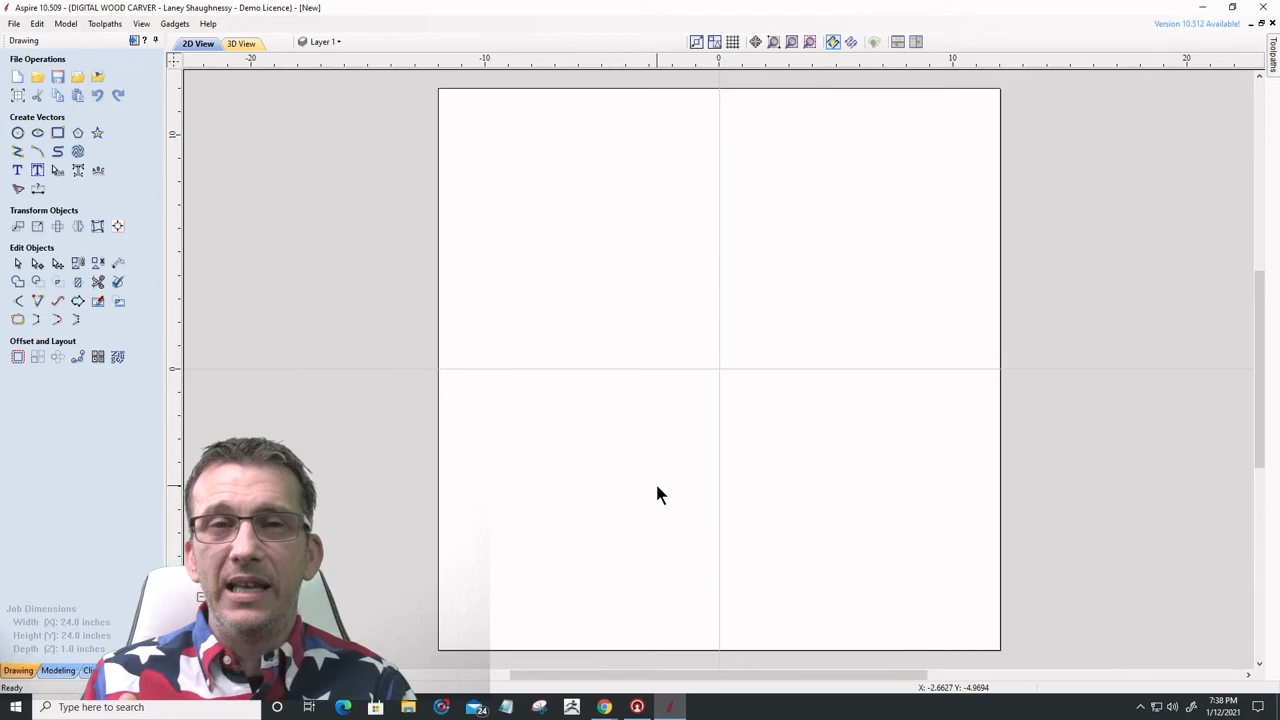 Aspire 10.509 - (DIGITAL WOOD CARVER - Laney Shaughnessy - Demo Licence) - [New]
File Edit Model Toolpaths View Gadgets Help
Version 10.512 Available!
Drawing
2D View 3D View Layer 1
-20 -10 0 10 20
Toolpaths
File Operations
10
Create Vectors
Transform Objects
Edit Objects
Offset and Layout
0
Job Dimensions
Width (X): 24.0 inches
Height (Y): 24.0 inches
Depth (Z): 1.0 inches
Drawing Modeling
Ready
X: -2.6627 Y: -4.9694
Type here to search
24
7:38 PM
1/12/2021